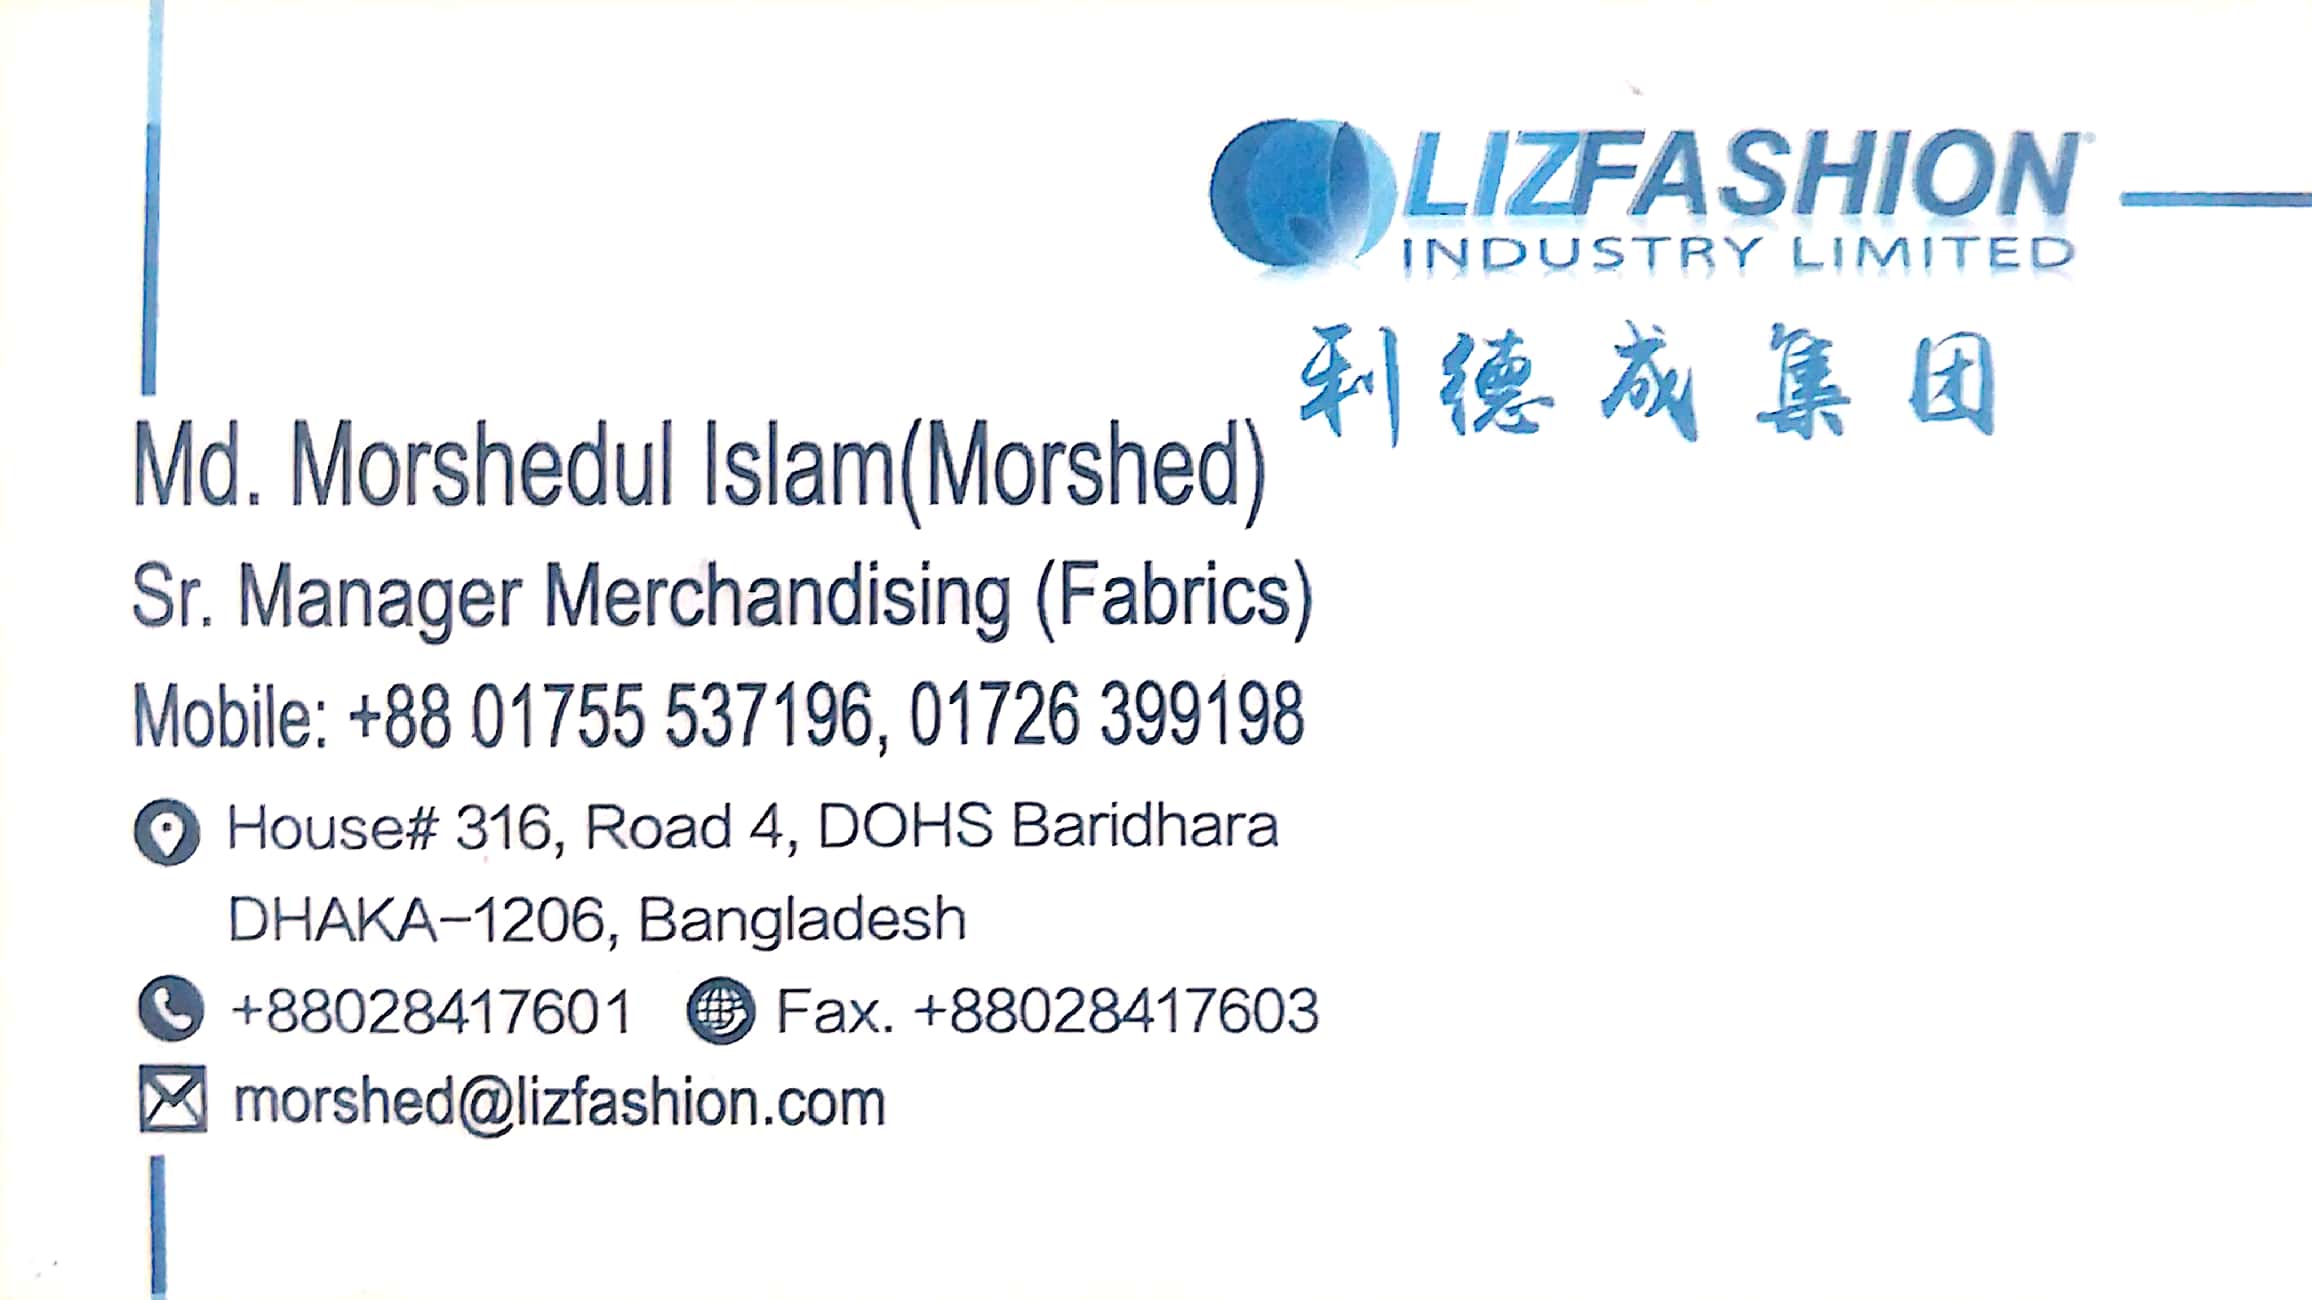 LIZFASHION
INDUSTRY LIMITED
利德成集团
Md. Morshedul Islam(Morshed)
Sr. Manager Merchandising (Fabrics)
Mobile: +88 01755 537196, 01726 399198
House# 316, Road 4, DOHS Baridhara
DHAKA-1206, Bangladesh
+88028417601 Fax. +88028417603
morshed@lizfashion.com